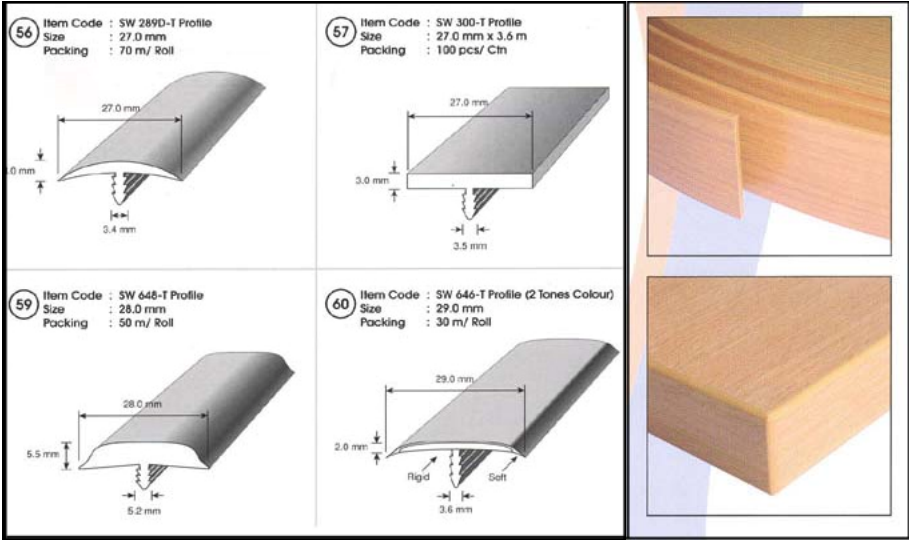 56
Item Code : SW 289D-T Profile
Size : 27.0 mm
Packing : 70 m/ Roll
27.0 mm
.0 mm
3.4 mm
57
Item Code : SW 300-T Profile
Size : 27.0 mm x 3.6 m
Packing : 100 pcs/ Ctn
27.0 mm
3.0 mm
3.5 mm
59
Item Code : SW 648-T Profile
Size : 28.0 mm
Packing : 50 m/ Roll
28.0 mm
5.5 mm
5.2 mm
60
Item Code : SW 646-T Profile (2 Tones Colour)
Size : 29.0 mm
Packing : 30 m/ Roll
29.0 mm
2.0 mm
Rigid
Soft
3.6 mm